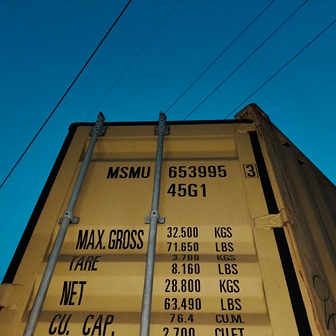 MSMU 653995 3
45G1
MAX.GROSS 32.500 KGS
71.650 LBS
TARE 3.700 KGS
8.160 LBS
NET 28.800 KGS
63.490 LBS
CU. CAP. 76.4 CU.M.
2.700 CU.FT.